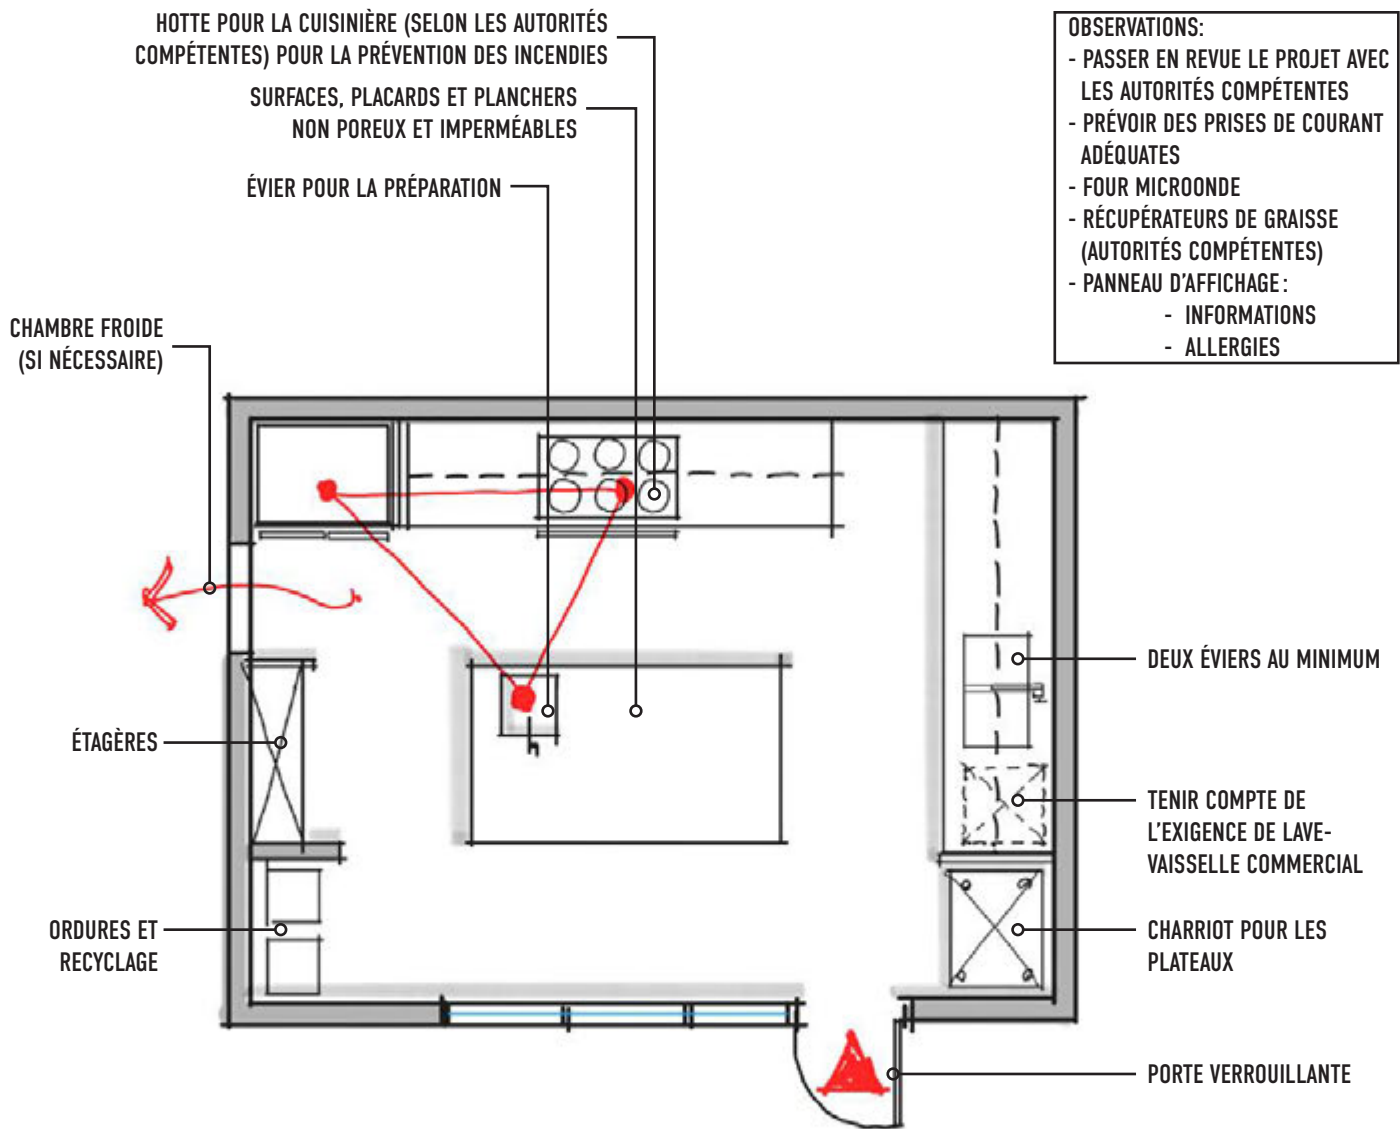 HOTTE POUR LA CUISINIÈRE (SELON LES AUTORITÉS
COMPÉTENTES) POUR LA PRÉVENTION DES INCENDIES
SURFACES, PLACARDS ET PLANCHERS
NON POREUX ET IMPERMÉABLES
ÉVIER POUR LA PRÉPARATION
CHAMBRE FROIDE
(SI NÉCESSAIRE)
ÉTAGÈRES
ORDURES ET
RECYCLAGE
OBSERVATIONS:
- PASSER EN REVUE LE PROJET AVEC
LES AUTORITÉS COMPÉTENTES
- PRÉVOIR DES PRISES DE COURANT
ADÉQUATES
- FOUR MICROONDE
- RÉCUPÉRATEURS DE GRAISSE
(AUTORITÉS COMPÉTENTES)
- PANNEAU D'AFFICHAGE:
- INFORMATIONS
- ALLERGIES
DEUX ÉVIERS AU MINIMUM
TENIR COMPTE DE
L'EXIGENCE DE LAVE-
VAISSELLE COMMERCIAL
CHARRIOT POUR LES
PLATEAUX
PORTE VERROUILLANTE